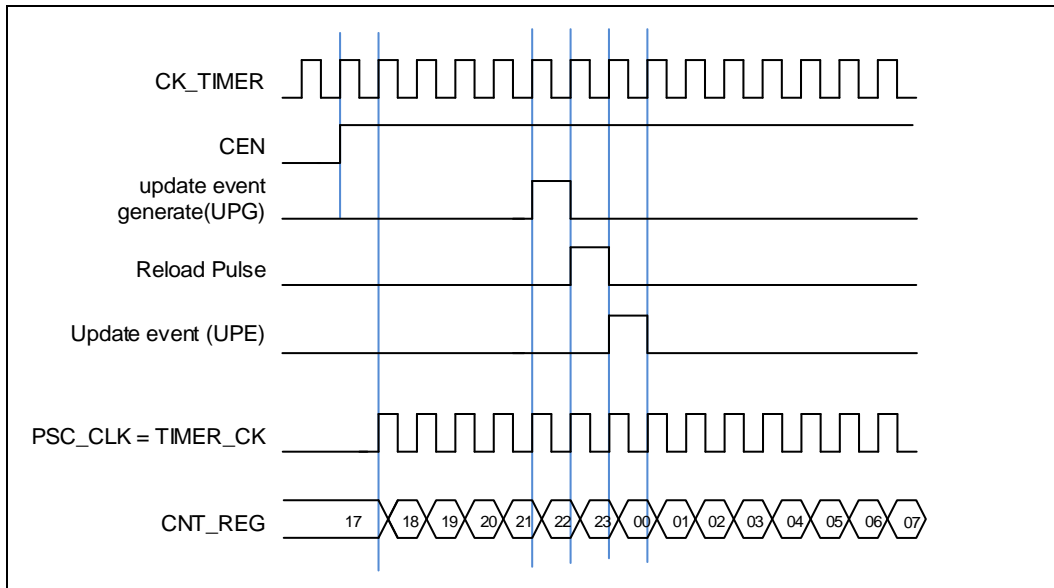 CK_TIMER
CEN
update event
generate(UPG)
Reload Pulse
Update event (UPE)
PSC_CLK = TIMER_CK
CNT_REG 17 18 19 20 21 22 23 00 01 02 03 04 05 06 07